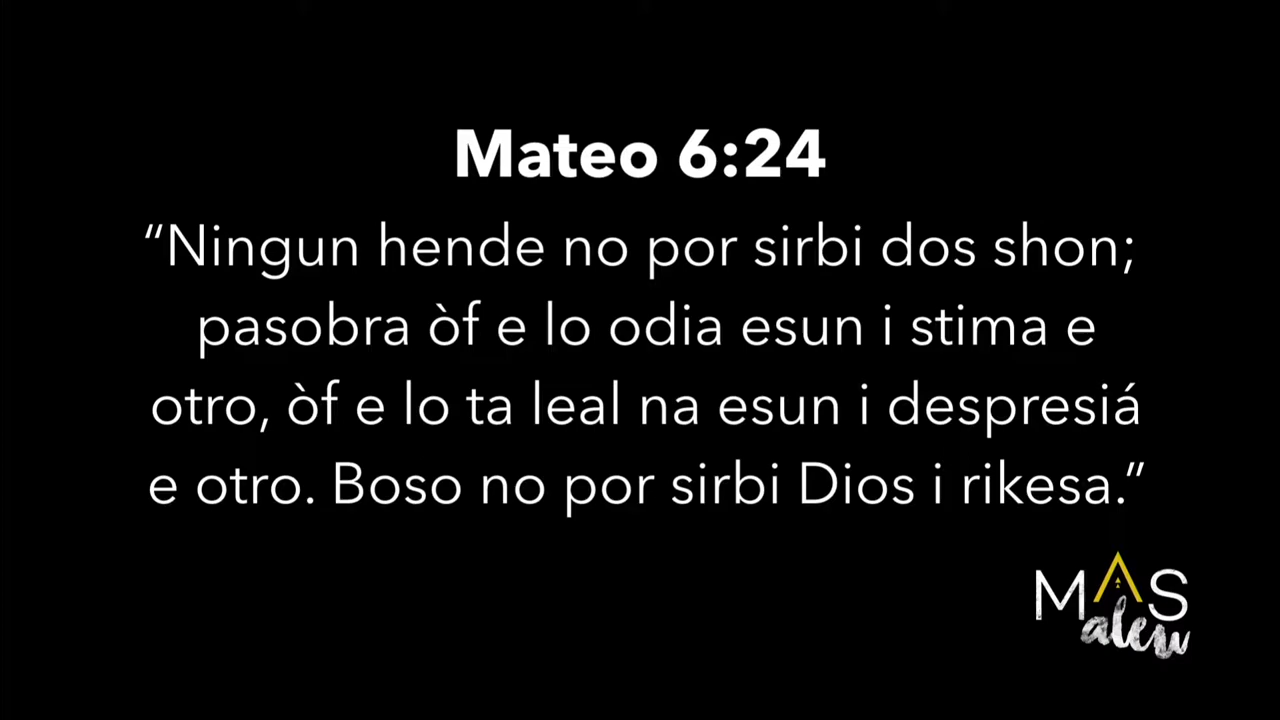 Mateo 6:24
“Ningun hende no por sirbi dos shon;
pasobra òf e lo odia esun i stima e
otro, òf e lo ta leal na esun i despresiá
e otro. Boso no por sirbi Dios i rikesa.”
MAS
alew